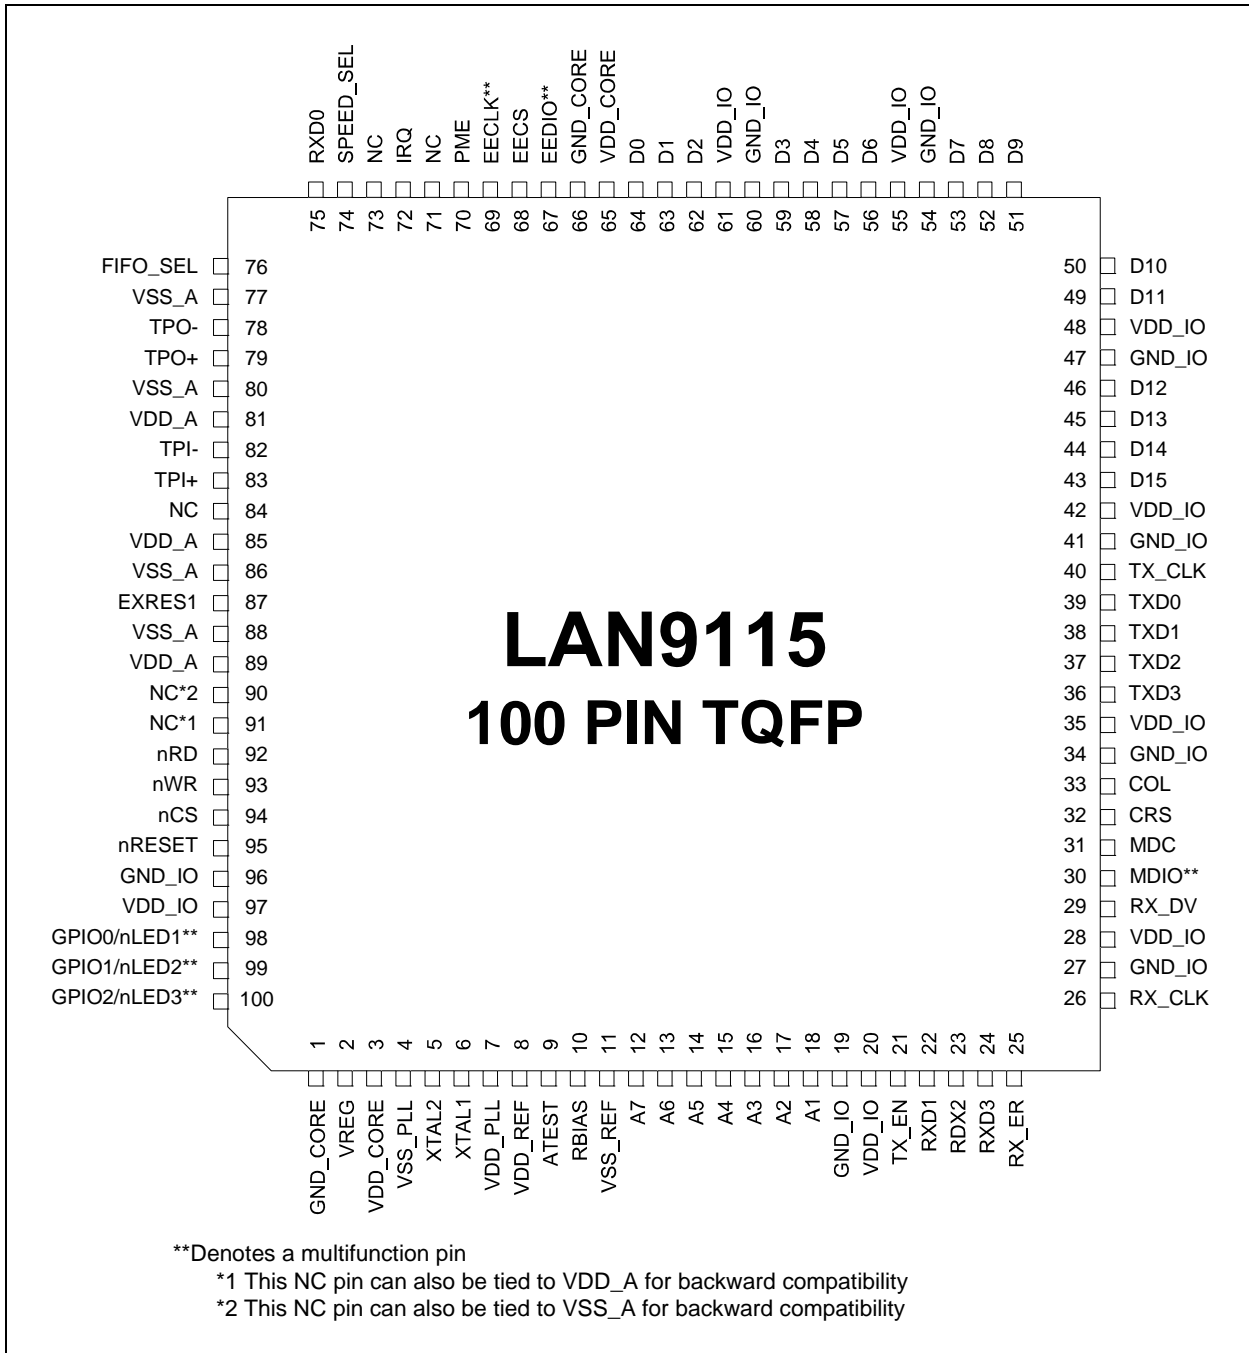 RXD0 SPEED_SEL NC IRQ NC PME EECLK** EECS EEDIO** GND_CORE VDD_CORE D0 D1 D2 VDD_IO GND_IO D3 D4 D5 D6 VDD_IO GND_IO D7 D8 D9
75 74 73 72 71 70 69 68 67 66 65 64 63 62 61 60 59 58 57 56 55 54 53 52 51
FIFO_SEL 76
VSS_A 77
TPO- 78
TPO+ 79
VSS_A 80
VDD_A 81
TPI- 82
TPI+ 83
NC 84
VDD_A 85
VSS_A 86
EXRES1 87
VSS_A 88
VDD_A 89
NC*2 90
NC*1 91
nRD 92
nWR 93
nCS 94
nRESET 95
GND_IO 96
VDD_IO 97
GPIO0/nLED1** 98
GPIO1/nLED2** 99
GPIO2/nLED3** 100
LAN9115
100 PIN TQFP
50 D10
49 D11
48 VDD_IO
47 GND_IO
46 D12
45 D13
44 D14
43 D15
42 VDD_IO
41 GND_IO
40 TX_CLK
39 TXD0
38 TXD1
37 TXD2
36 TXD3
35 VDD_IO
34 GND_IO
33 COL
32 CRS
31 MDC
30 MDIO**
29 RX_DV
28 VDD_IO
27 GND_IO
26 RX_CLK
1 2 3 4 5 6 7 8 9 10 11 12 13 14 15 16 17 18 19 20 21 22 23 24 25
GND_CORE VREG VDD_CORE VSS_PLL XTAL2 XTAL1 VDD_PLL VDD_REF ATEST RBIAS VSS_REF A7 A6 A5 A4 A3 A2 A1 GND_IO VDD_IO TX_EN RXD1 RDX2 RXD3 RX_ER
**Denotes a multifunction pin
*1 This NC pin can also be tied to VDD_A for backward compatibility
*2 This NC pin can also be tied to VSS_A for backward compatibility